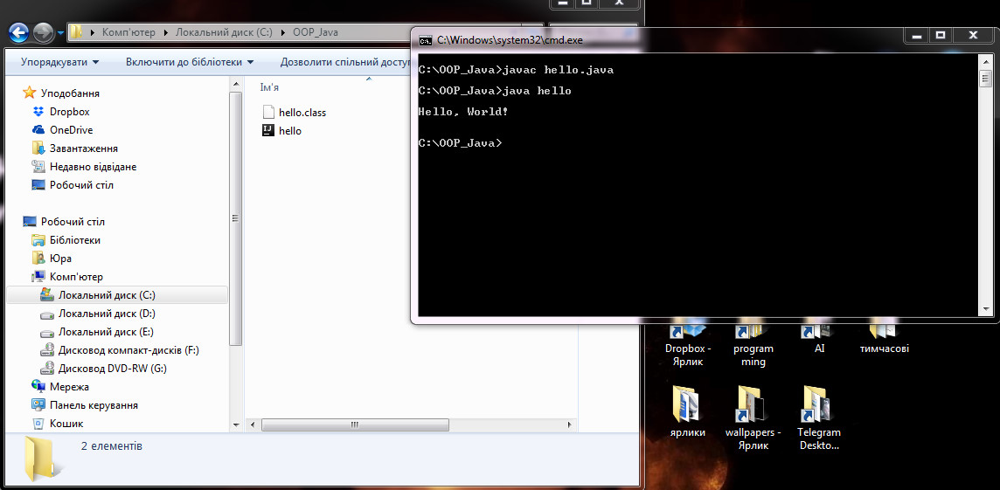 Комп'ютер
Локальний диск (C:)
OOP_Java
Упорядкувати
Включити до бібліотеки
Дозволити спільний доступ
Ім'я
hello.class
hello
Уподобання
Dropbox
OneDrive
Завантаження
Недавно відвідане
Робочий стіл
Робочий стіл
Бібліотеки
Юра
Комп'ютер
Локальний диск (C:)
Локальний диск (D:)
Локальний диск (E:)
Дисковод компакт-дисків (F:)
Дисковод DVD-RW (G:)
Мережа
Панель керування
Кошик
2 елементів
C:\Windows\system32\cmd.exe
C:\OOP_Java>javac hello.java
C:\OOP_Java>java hello
Hello, World!
C:\OOP_Java>
Dropbox -
Ярлик
program
ming
AI
тимчасові
ярлики
wallpapers -
Ярлик
Telegram
Deskto...